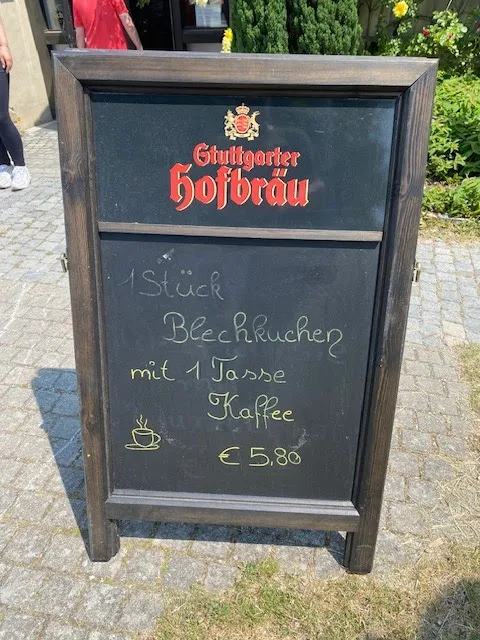 Stuttgarter
Hofbräu
1 Stück
Blechkuchen
mit 1 Tasse
Kaffee
€ 5,80